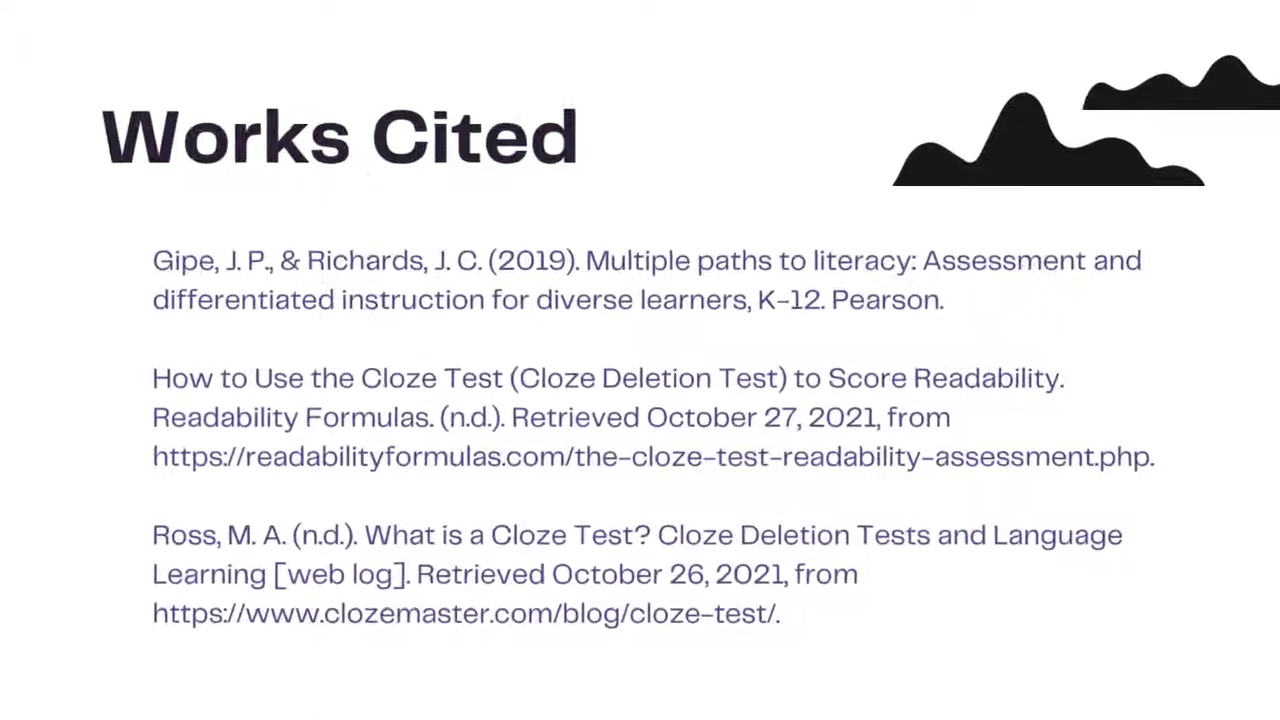 Works Cited
Gipe, J. P., & Richards, J. C. (2019). Multiple paths to literacy: Assessment and
differentiated instruction for diverse learners, K-12. Pearson.
How to Use the Cloze Test (Cloze Deletion Test) to Score Readability.
Readability Formulas. (n.d.). Retrieved October 27, 2021, from
https://readabilityformulas.com/the-cloze-test-readability-assessment.php.
Ross, M. A. (n.d.). What is a Cloze Test? Cloze Deletion Tests and Language
Learning [web log]. Retrieved October 26, 2021, from
https://www.clozemaster.com/blog/cloze-test/.